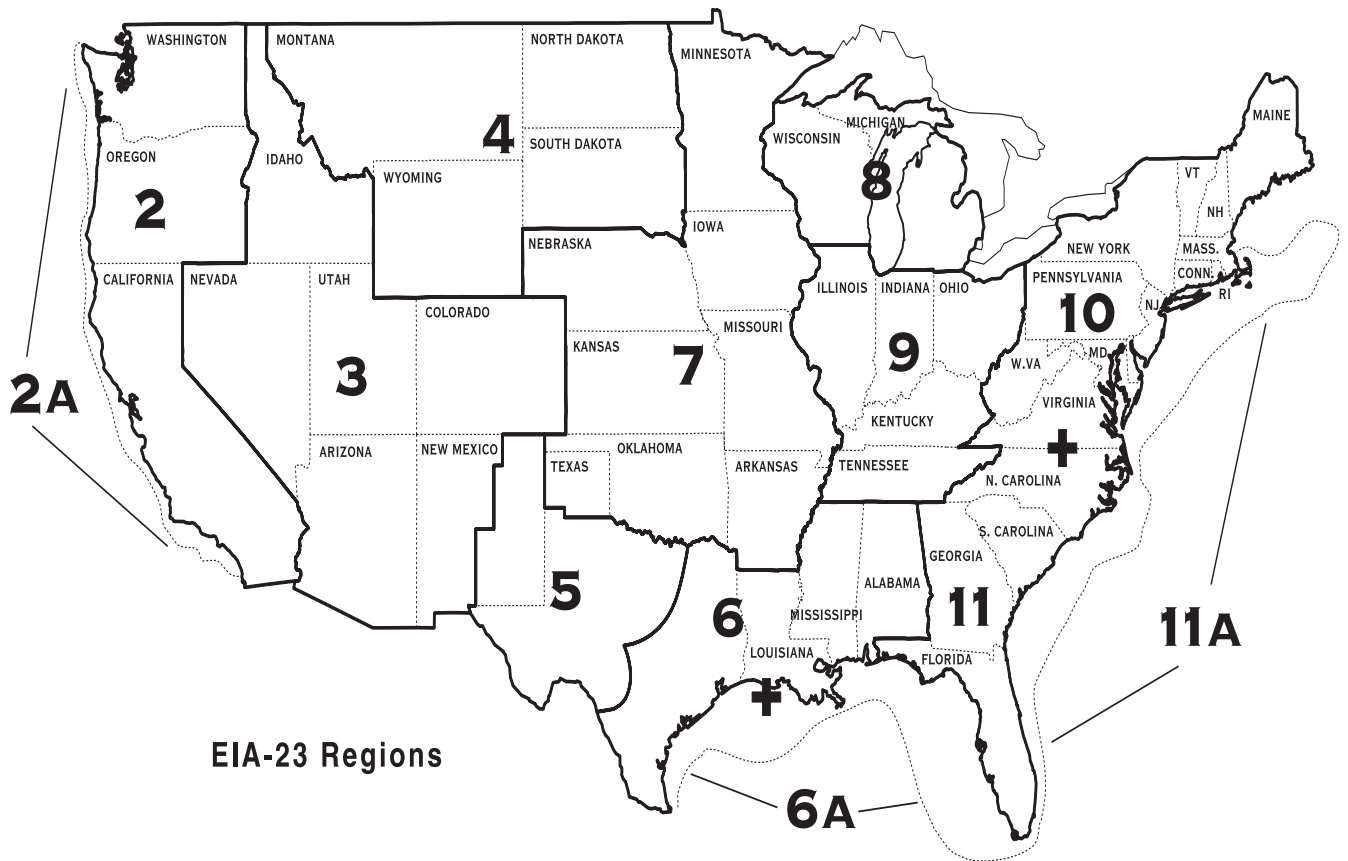 WASHINGTON
MONTANA
NORTH DAKOTA
MINNESOTA
MAINE
4
MICHIGAN
WISCONSIN
SOUTH DAKOTA
OREGON
IDAHO
WYOMING
VT
8
2
NH
IOWA
NEBRASKA
NEW YORK
MASS.
CALIFORNIA
NEVADA
UTAH
ILLINOIS
INDIANA
OHIO
PENNSYLVANIA
CONN.
RI
COLORADO
10
NJ
MISSOURI
KANSAS
7
9
MD
W.VA
3
2A
VIRGINIA
KENTUCKY
ARIZONA
NEW MEXICO
OKLAHOMA
TEXAS
ARKANSAS
TENNESSEE
N. CAROLINA
S. CAROLINA
GEORGIA
ALABAMA
5
11
6
MISSISSIPPI
11A
LOUISIANA
FLORIDA
EIA-23 Regions
6A